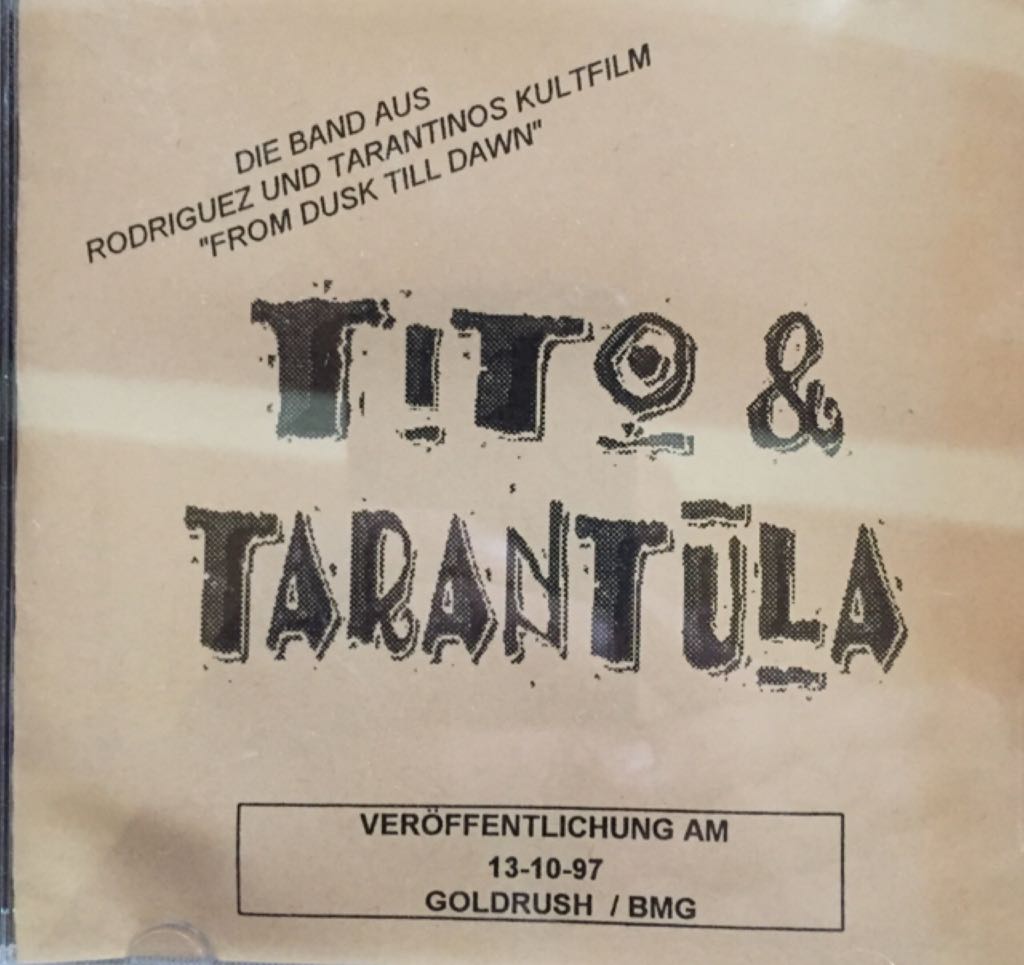 DIE BAND AUS
RODRIGUEZ UND TARANTINOS KULTFILM
"FROM DUSK TILL DAWN"
TITO &
TARANTULA
VERÖFFENTLICHUNG AM
13-10-97
GOLDRUSH / BMG